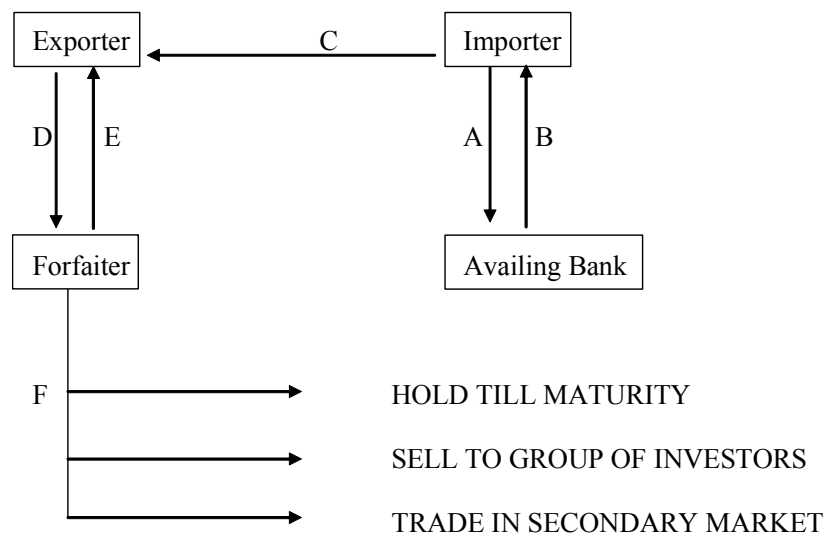 Exporter
C
Importer
D
E
A
B
Forfaiter
Availing Bank
F
HOLD TILL MATURITY
SELL TO GROUP OF INVESTORS
TRADE IN SECONDARY MARKET